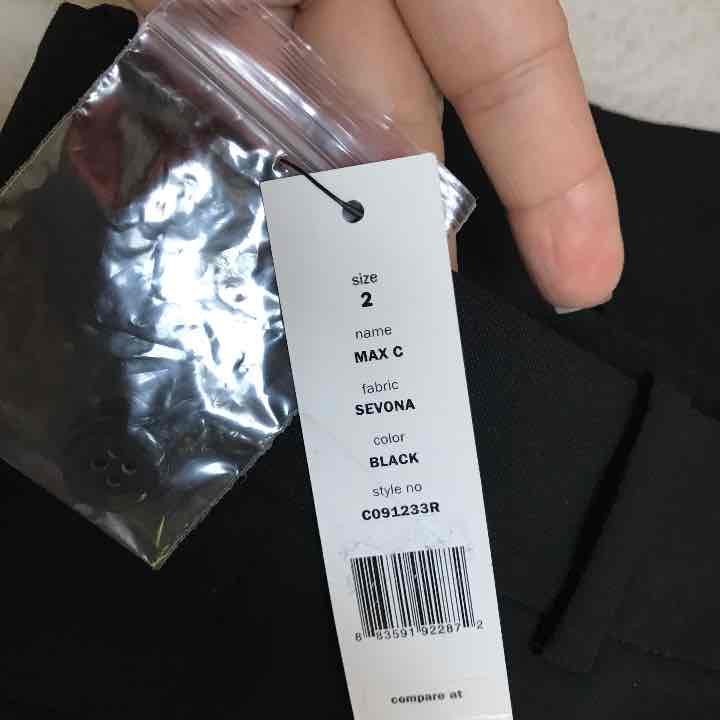 size
2
name
MAX C
fabric
SEVONA
color
BLACK
style no
C091233R
8 83591 92287 2
compare at